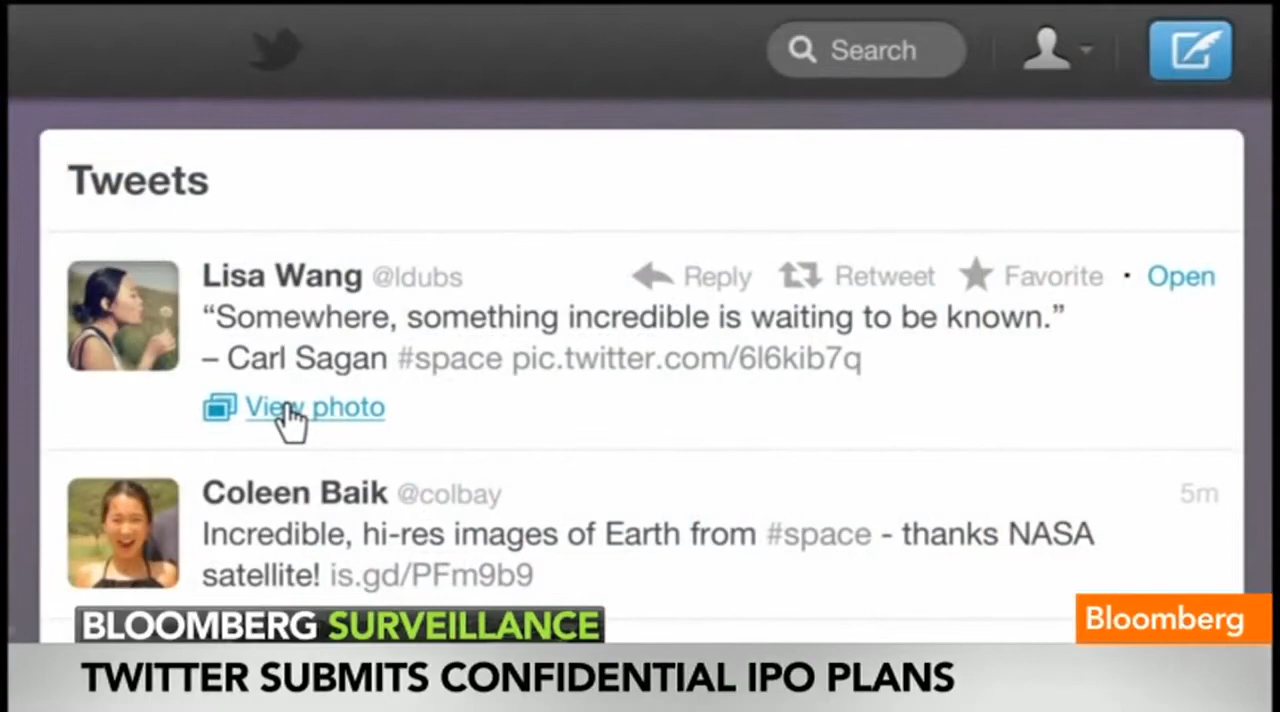 Search
Tweets
Lisa Wang @ldubs Reply Retweet Favorite · Open
“Somewhere, something incredible is waiting to be known.”
– Carl Sagan #space pic.twitter.com/6l6kib7q
View photo
Coleen Baik @colbay 5m
Incredible, hi-res images of Earth from #space - thanks NASA
satellite! is.gd/PFm9b9
BLOOMBERG SURVEILLANCE
Bloomberg
TWITTER SUBMITS CONFIDENTIAL IPO PLANS